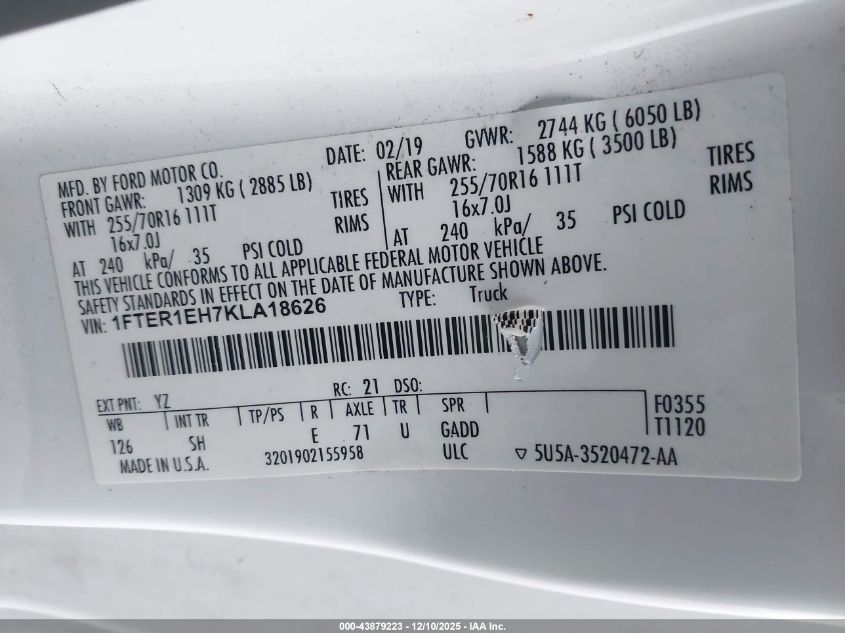 MFD. BY FORD MOTOR CO.
DATE: 02/19 GVWR: 2744 KG ( 6050 LB)
FRONT GAWR: 1309 KG ( 2885 LB)
REAR GAWR: 1588 KG ( 3500 LB)
WITH 255/70R16 111T TIRES
WITH 255/70R16 111T TIRES
16x7.0J RIMS
16x7.0J RIMS
AT 240 kPa/ 35 PSI COLD
AT 240 kPa/ 35 PSI COLD
THIS VEHICLE CONFORMS TO ALL APPLICABLE FEDERAL MOTOR VEHICLE
SAFETY STANDARDS IN EFFECT ON THE DATE OF MANUFACTURE SHOWN ABOVE.
VIN: 1FTER1EH7KLA18626 TYPE: Truck
EXT PNT: YZ RC: 21 DSO:
WB INT TR TP/PS R AXLE TR SPR F0355
126 SH E 71 U GADD T1120
MADE IN U.S.A. 3201902155958 ULC ▽ 5U5A-3520472-AA
000-43879223 - 12/10/2025 - IAA Inc.